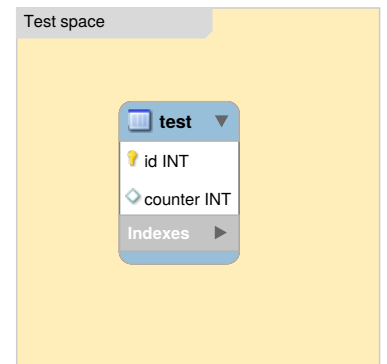 Test space
test
id INT
counter INT
Indexes